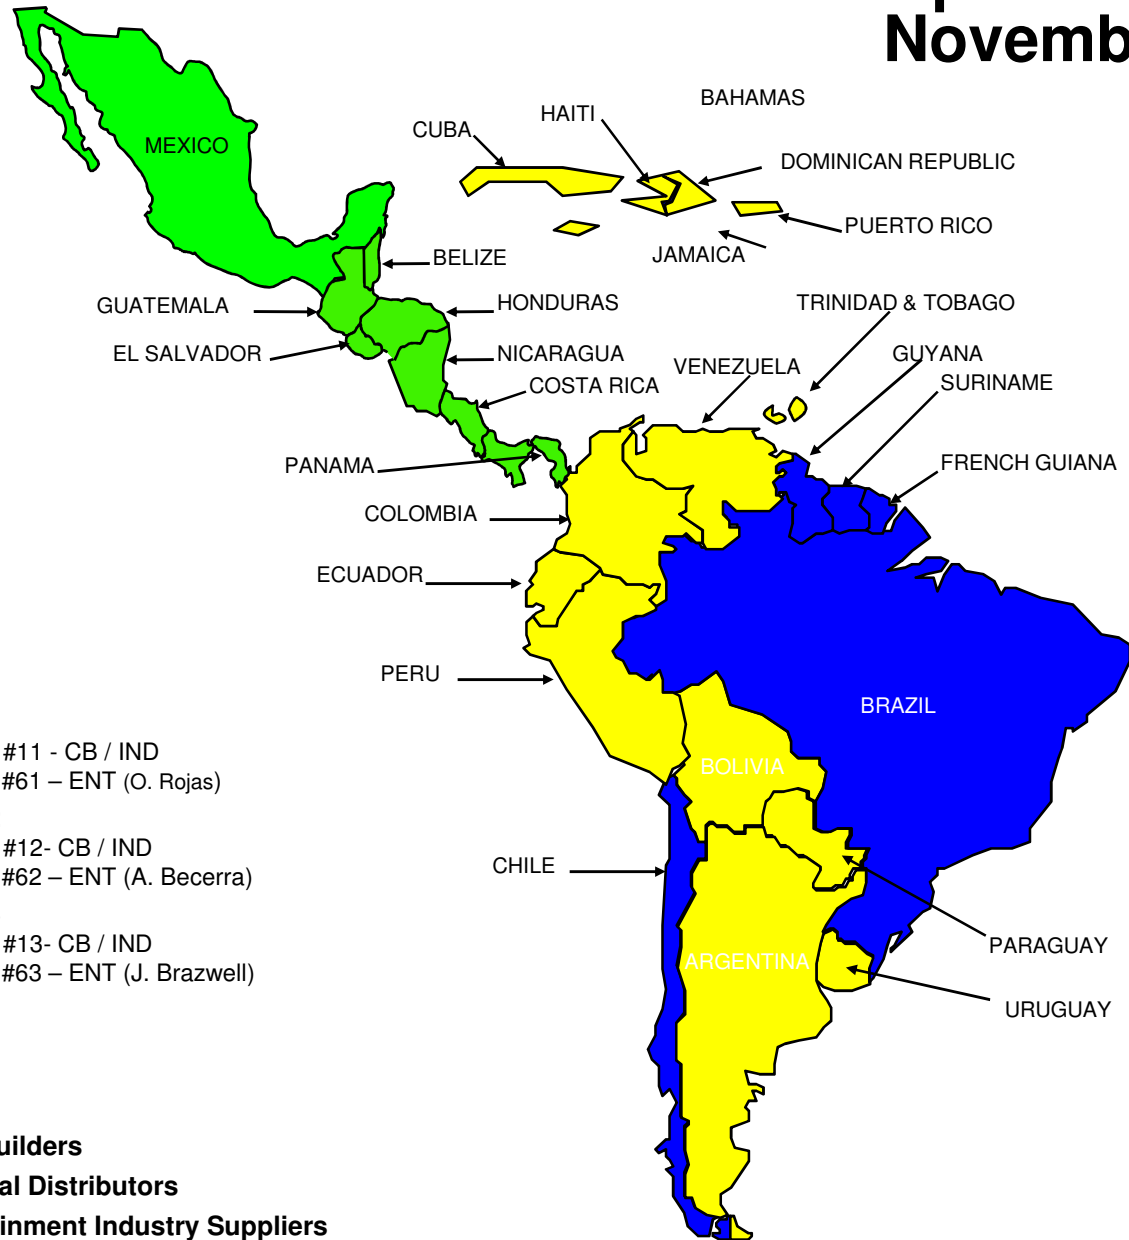 Novemb
BAHAMAS
HAITI
CUBA
MEXICO
DOMINICAN REPUBLIC
PUERTO RICO
JAMAICA
BELIZE
GUATEMALA
HONDURAS
TRINIDAD & TOBAGO
EL SALVADOR
NICARAGUA
GUYANA
VENEZUELA
COSTA RICA
SURINAME
PANAMA
FRENCH GUIANA
COLOMBIA
ECUADOR
PERU
BRAZIL
#11 - CB / IND
BOLIVIA
#61 – ENT (O. Rojas)
#12- CB / IND
CHILE
#62 – ENT (A. Becerra)
#13- CB / IND
PARAGUAY
ARGENTINA
#63 – ENT (J. Brazwell)
URUGUAY
uilders
al Distributors
inment Industry Suppliers